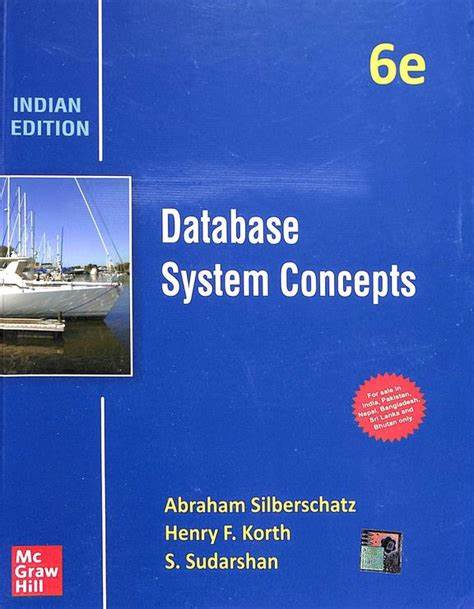 6e
INDIAN
EDITION
Database
System Concepts
For sale in
India, Pakistan,
Nepal, Bangladesh,
Sri Lanka and
Bhutan only.
Abraham Silberschatz
Henry F. Korth
S. Sudarshan
Mc
Graw
Hill